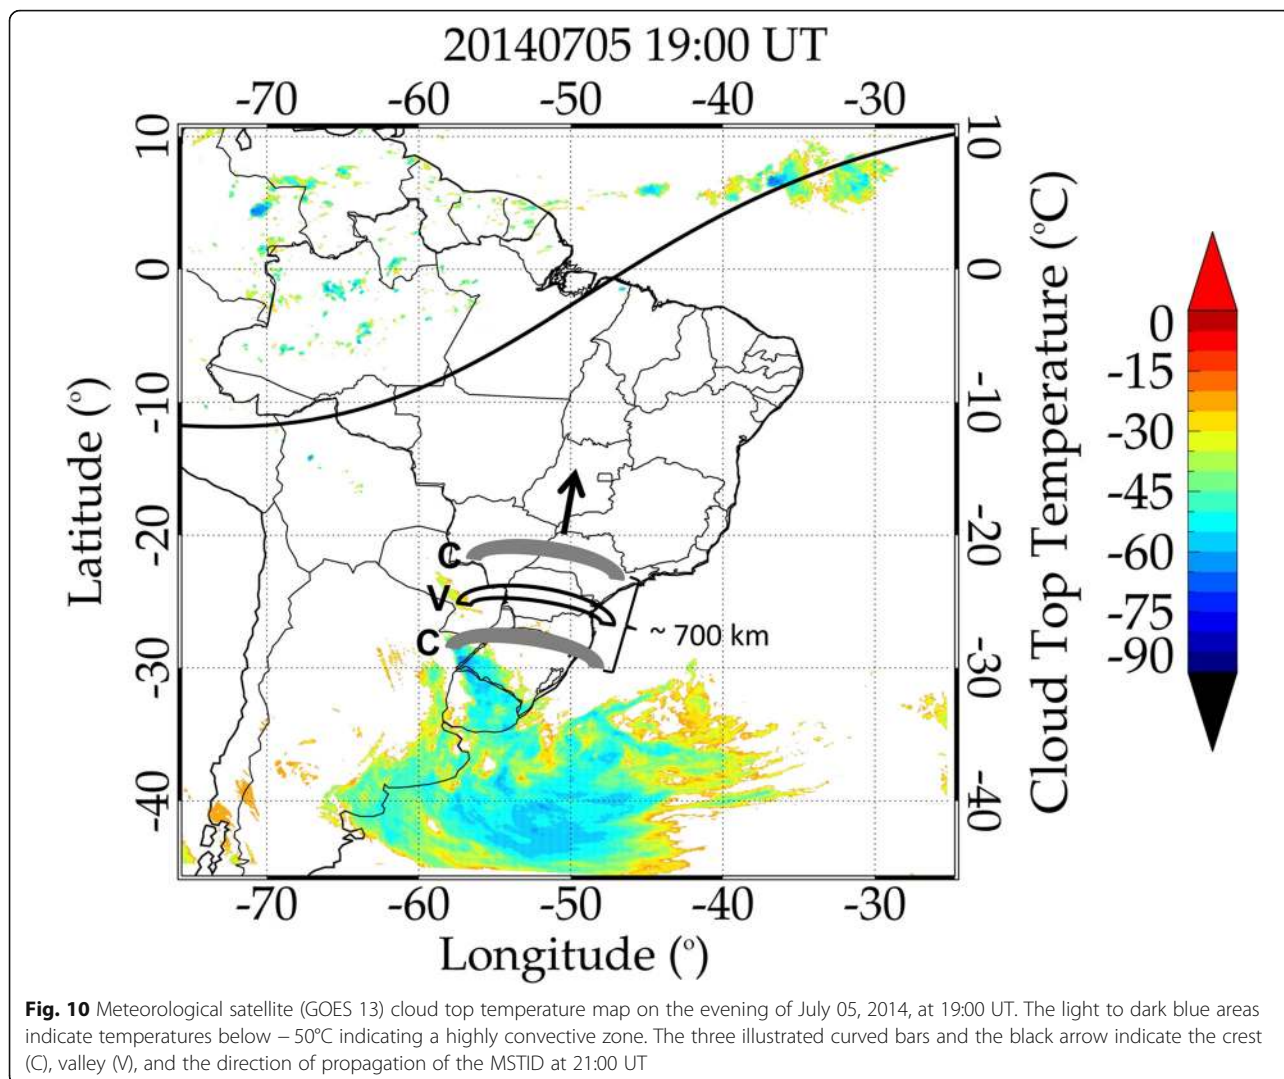 20140705 19:00 UT
-70 -60 -50 -40 -30
10 10
0 0
-10 -10
-20 -20
-30 -30
-40 -40
Latitude (°)
C
V
C
~ 700 km
-70 -60 -50 -40 -30
Longitude (°)
Cloud Top Temperature (°C)
0
-15
-30
-45
-60
-75
-90
Fig. 10 Meteorological satellite (GOES 13) cloud top temperature map on the evening of July 05, 2014, at 19:00 UT. The light to dark blue areas
indicate temperatures below − 50°C indicating a highly convective zone. The three illustrated curved bars and the black arrow indicate the crest
(C), valley (V), and the direction of propagation of the MSTID at 21:00 UT